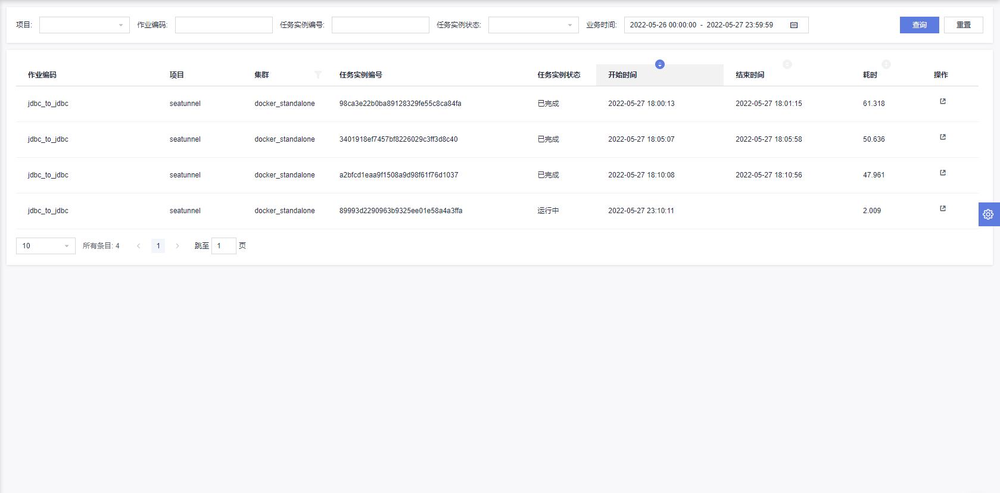 项目: 作业编码: 任务实例编号: 任务实例状态: 业务时间: 2022-05-26 00:00:00 - 2022-05-27 23:59:59 查询 重置
作业编码 项目 集群 任务实例编号 任务实例状态 开始时间 结束时间 耗时 操作
jdbc_to_jdbc seatunnel docker_standalone 98ca3e22b0ba89128329fe55c8ca84fa 已完成 2022-05-27 18:00:13 2022-05-27 18:01:15 61.318
jdbc_to_jdbc seatunnel docker_standalone 3401918ef7457bf8226029c3ff3d8c40 已完成 2022-05-27 18:05:07 2022-05-27 18:05:58 50.636
jdbc_to_jdbc seatunnel docker_standalone a2bfcd1eaa9f1508a9d98f61f76d1037 已完成 2022-05-27 18:10:08 2022-05-27 18:10:56 47.961
jdbc_to_jdbc seatunnel docker_standalone 89993d2290963b9325ee01e58a4a3ffa 运行中 2022-05-27 23:10:11 2.009
10 所有条目: 4 1 跳至 1 页